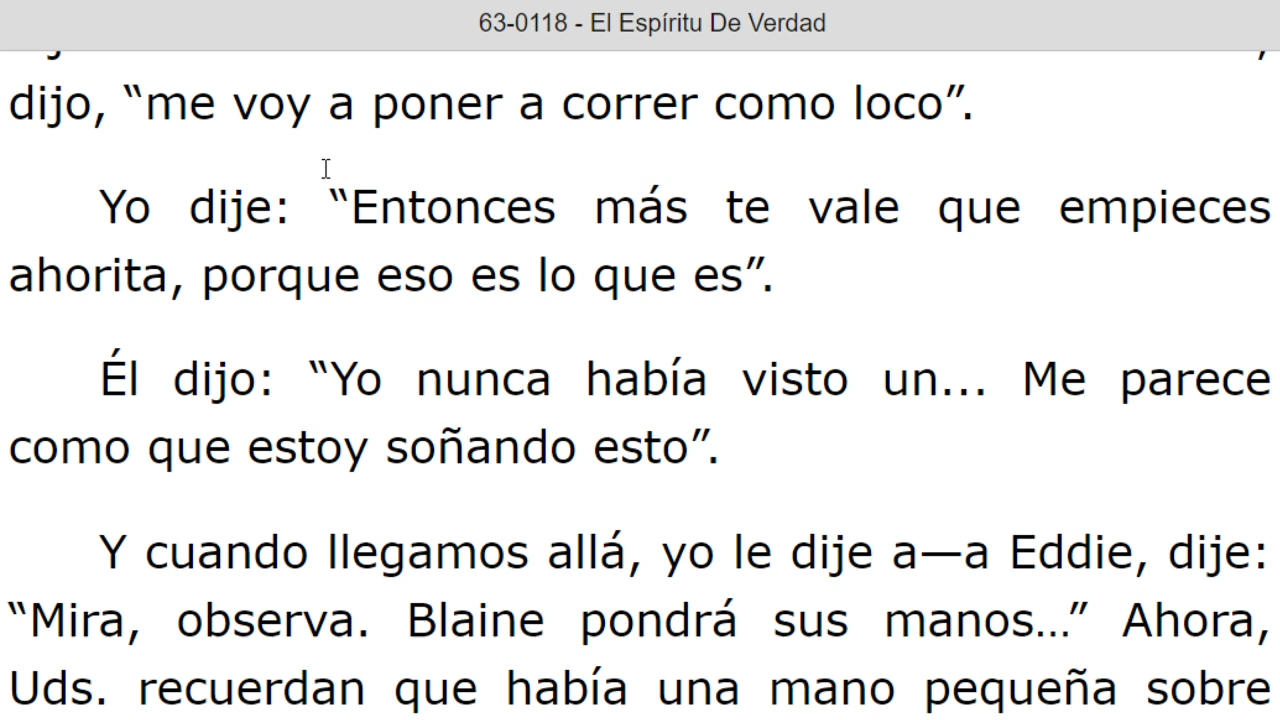 63-0118 - El Espíritu De Verdad
dijo, “me voy a poner a correr como loco”.
Yo dije: “Entonces más te vale que empieces
ahorita, porque eso es lo que es”.
Él dijo: “Yo nunca había visto un... Me parece
como que estoy soñando esto”.
Y cuando llegamos allá, yo le dije a—a Eddie, dije:
“Mira, observa. Blaine pondrá sus manos…” Ahora,
Uds. recuerdan que había una mano pequeña sobre